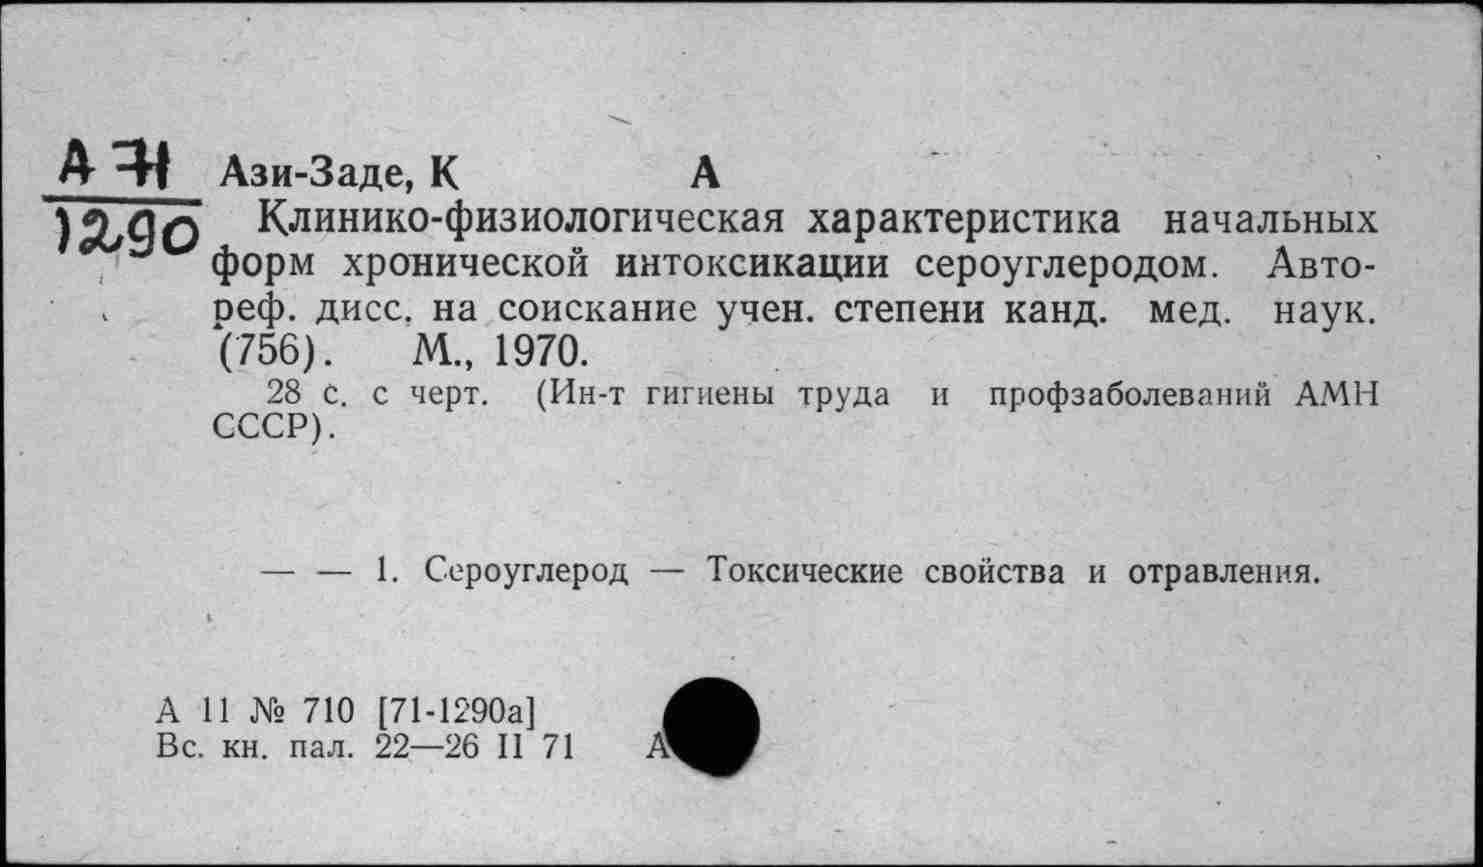 А 71 Ази-Заде, К А
1290 Клинико-физиологическая характеристика начальных
форм хронической интоксикации сероуглеродом. Авто-
реф. дисс. на соискание учен. степени канд. мед. наук.
(756). М., 1970.
28 с. с черт. (Ин-т гигиены труда и профзаболеваний АМН
СССР).
— — 1. Сероуглерод — Токсические свойства и отравления.
А 11 № 710 [71-1290а]
Вс. кн. пал. 22—26 II 71 А